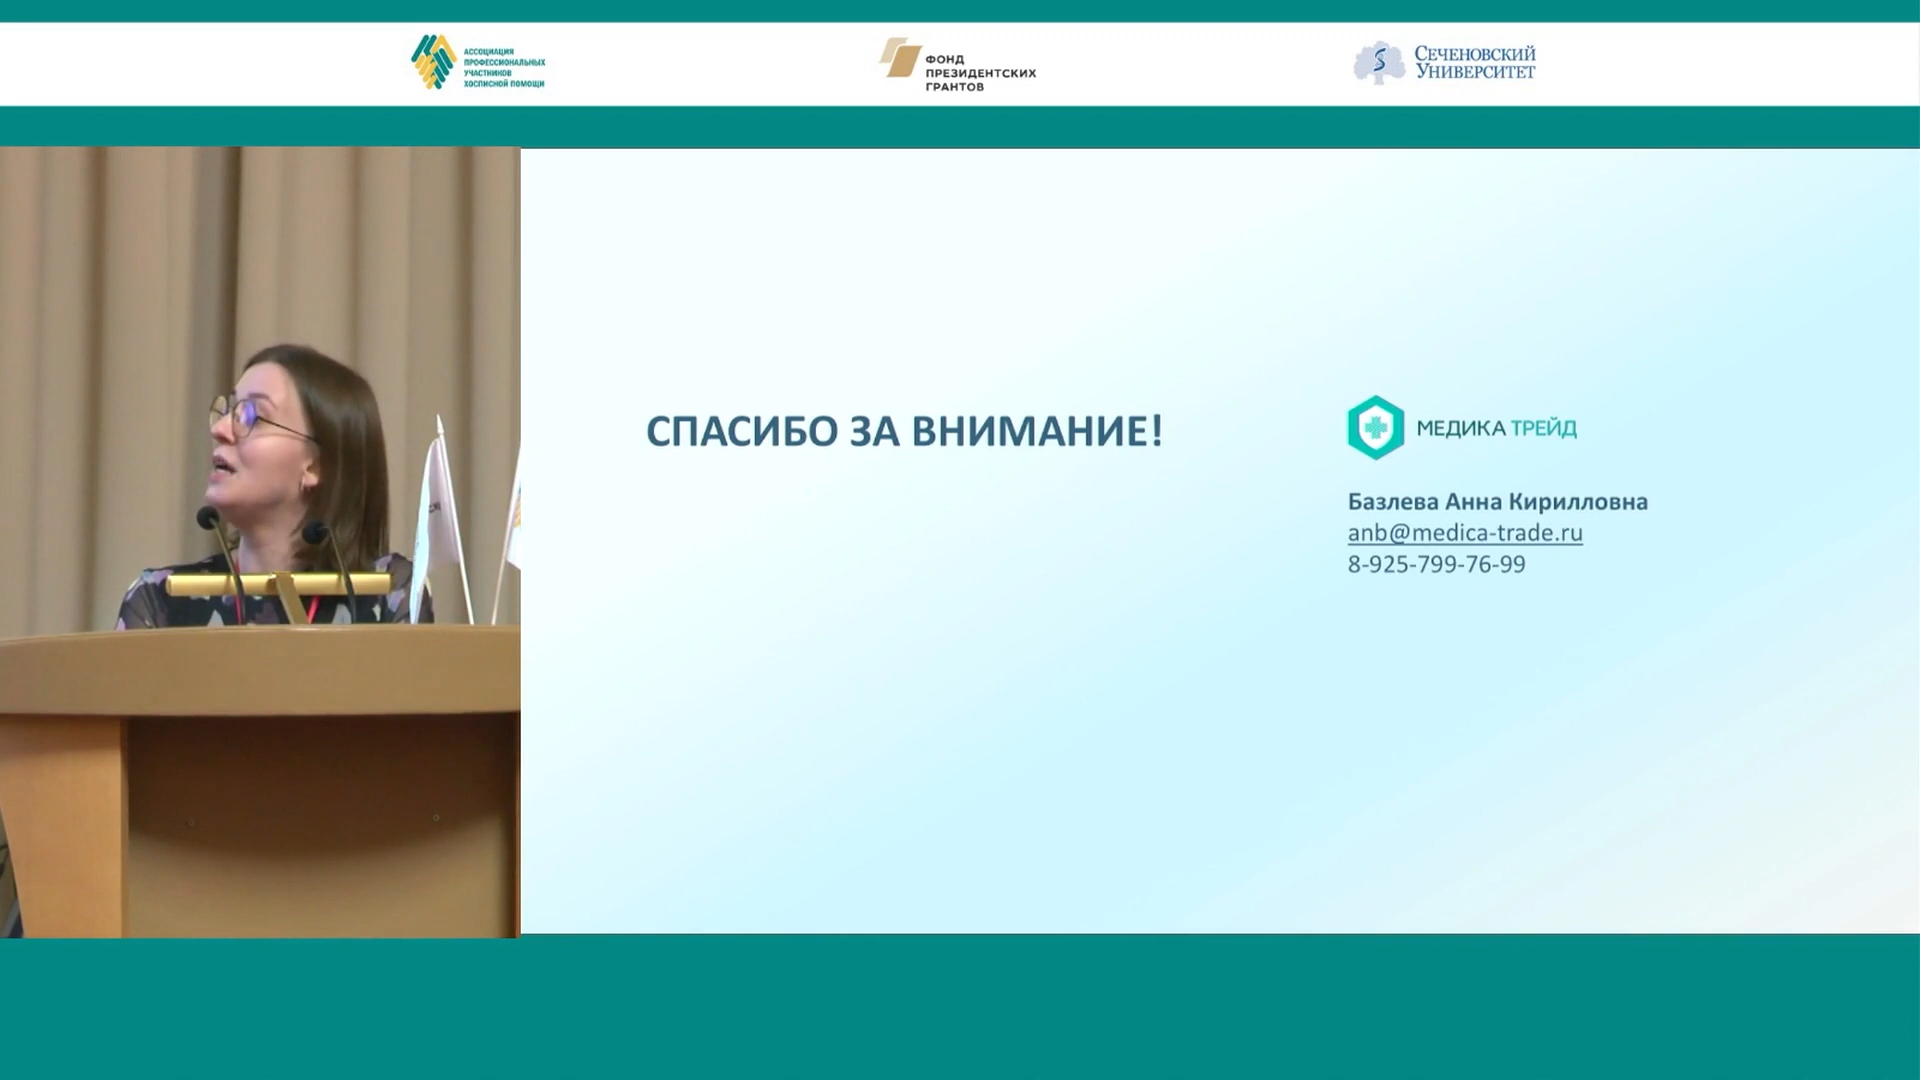 АССОЦИАЦИЯ
ПРОФЕССИОНАЛЬНЫХ
УЧАСТНИКОВ
ХОСПИСНОЙ ПОМОЩИ
ФОНД
ПРЕЗИДЕНТСКИХ
ГРАНТОВ
СЕЧЕНОВСКИЙ
УНИВЕРСИТЕТ
СПАСИБО ЗА ВНИМАНИЕ!
МЕДИКА ТРЕЙД
Базлева Анна Кирилловна
anb@medica-trade.ru
8-925-799-76-99